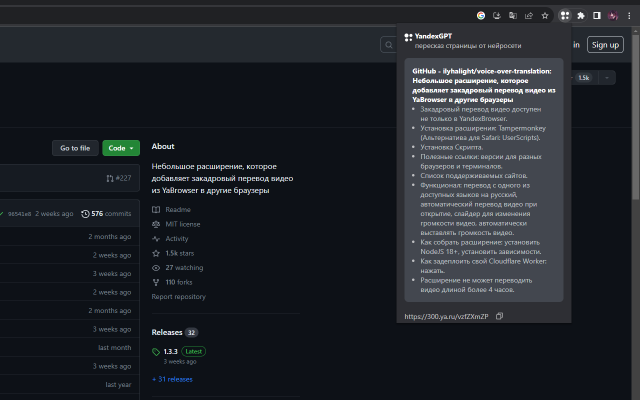 YandexGPT
пересказ страницы от нейросети
in
Sign up
GitHub - ilyhalight/voice-over-translation:
Небольшое расширение, которое
добавляет закадровый перевод видео из
YaBrowser в другие браузеры
1.5k
Закадровый перевод видео доступен
не только в YandexBrowser.
Установка расширения: Tampermonkey
(Альтернатива для Safari: UserScripts).
Установка Скрипта.
Полезные ссылки: версии для разных
браузеров и терминалов.
Список поддерживаемых сайтов.
Функционал: перевод с одного из
доступных языков на русский,
автоматический перевод видео при
открытие, слайдер для изменения
громкости видео, автоматически
выставлять громкость видео.
Как собрать расширение: установить
NodeJS 18+, установить зависимости.
Как задеплоить свой Cloudflare Worker:
нажать.
Расширение не может переводить
видео длиной более 4 часов.
https://300.ya.ru/vzfZXmZP
Go to file
Code
#227
2 weeks ago
576 commits
2 months ago
2 weeks ago
3 weeks ago
2 weeks ago
2 months ago
3 weeks ago
last month
3 weeks ago
last year
About
Небольшое расширение, которое
добавляет закадровый перевод видео
из YaBrowser в другие браузеры
Readme
MIT license
Activity
1.5k stars
27 watching
110 forks
Report repository
Releases 32
1.3.3 Latest
3 weeks ago
+ 31 releases